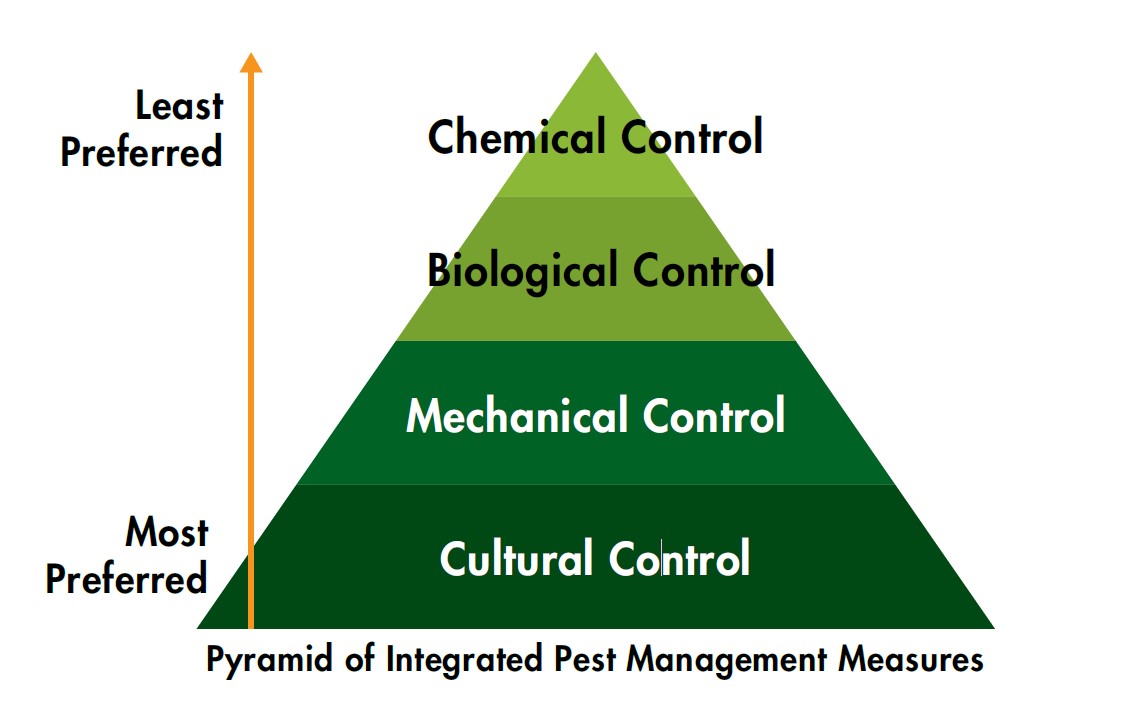 Least
Preferred
Chemical Control
Biological Control
Mechanical Control
Most
Preferred
Cultural Control
Pyramid of Integrated Pest Management Measures